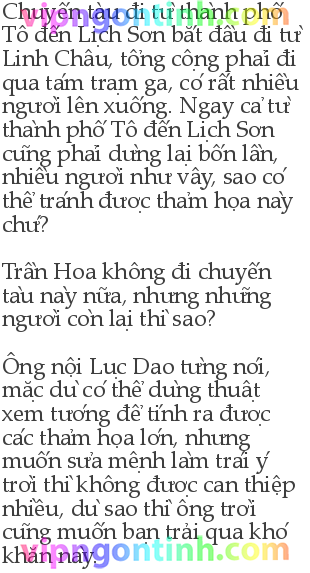 Chuyến tàu đi từ thành phố
Tô đến Lịch Sơn bắt đầu đi từ
Linh Châu, tổng cộng phải đi
qua tám trạm ga, có rất nhiều
người lên xuống. Ngay cả từ
thành phố Tô đến Lịch Sơn
cũng phải dừng lại bốn lần,
nhiều người như vậy, sao có
thể tránh được thảm họa này
chứ?
Trần Hoa không đi chuyến
tàu này nữa, nhưng những
người còn lại thì sao?
Ông nội Lục Dao từng nói,
mặc dù có thể dùng thuật
xem tướng để tính ra được
các thảm họa lớn, nhưng
muốn sửa mệnh làm trái ý
trời thì không được can thiệp
nhiều, dù sao thì ông trời
cũng muốn bạn trải qua khó
khăn này.
vipngontinh.com
vipngontinh.com